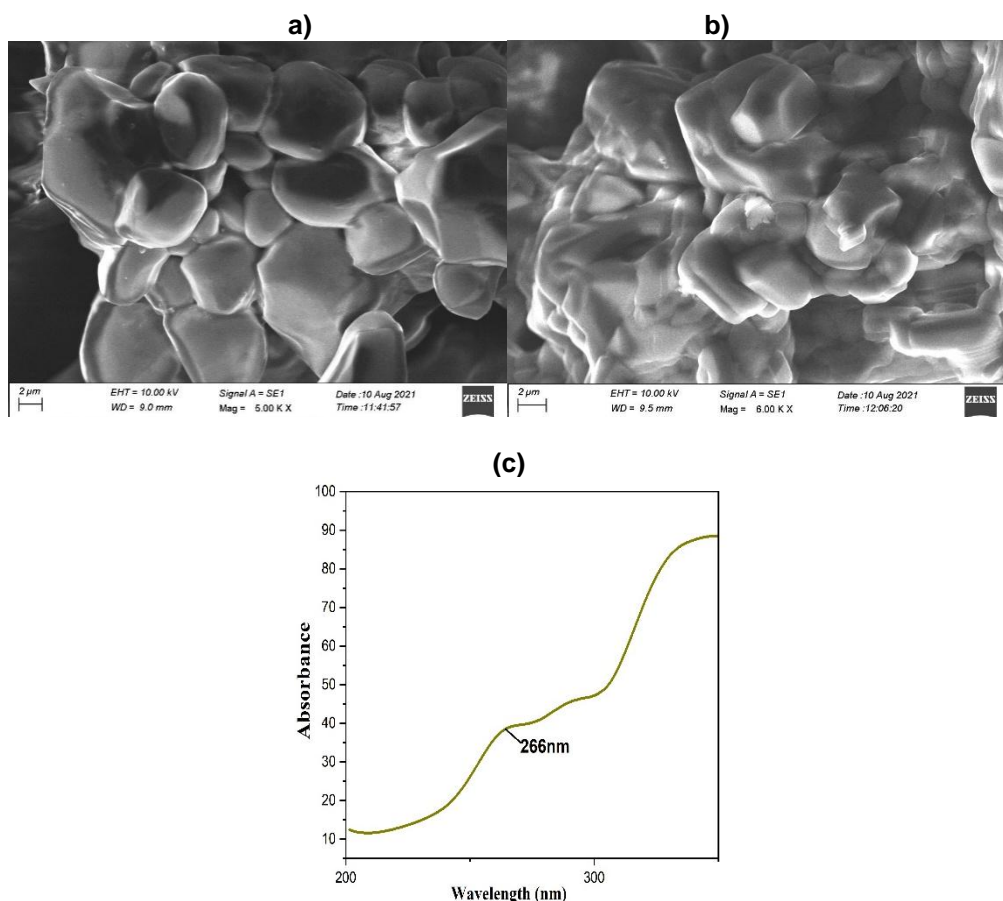 a)
b)
2 µm
EHT = 10.00 kV Signal A = SE1 Date :10 Aug 2021
WD = 9.0 mm Mag = 5.00 K X Time :11:41:57
ZEISS
2 µm
EHT = 10.00 kV Signal A = SE1 Date :10 Aug 2021
WD = 9.5 mm Mag = 6.00 K X Time :12:06:20
ZEISS
(c)
Absorbance
100
90
80
70
60
50
40
30
20
10
266nm
200 300
Wavelength (nm)